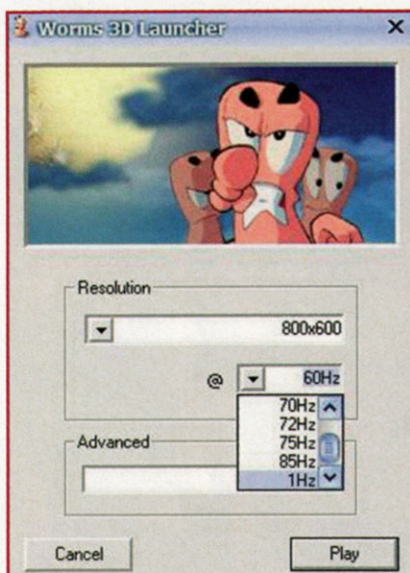 Worms 3D Launcher
Resolution
800x600
@ 60Hz
70Hz
72Hz
75Hz
85Hz
1Hz
Advanced
Cancel
Play